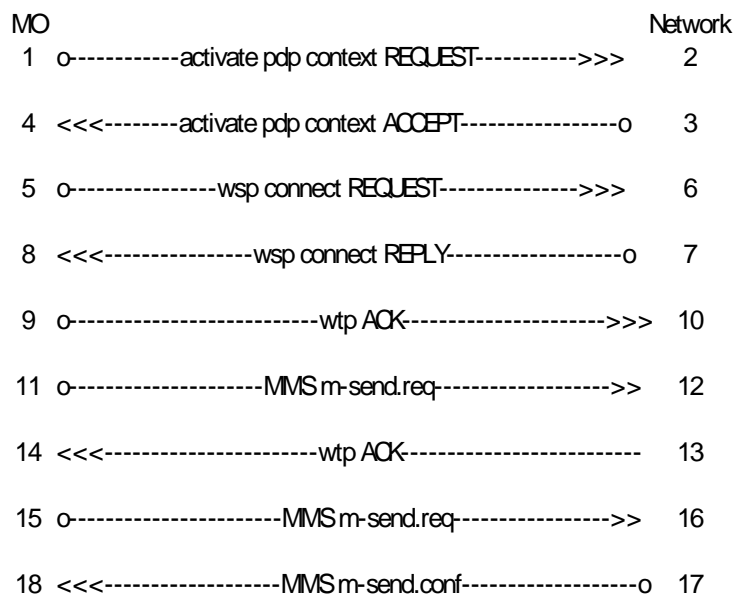 MO Network
1 o------------activate pdp context REQUEST----------->>> 2
4 <<<--------activate pdp context ACCEPT-----------------o 3
5 o----------------wsp connect REQUEST--------------->>> 6
8 <<<----------------wsp connect REPLY-------------------o 7
9 o---------------------------wtp ACK---------------------->>> 10
11 o---------------------MMS m-send.req------------------->> 12
14 <<<-----------------------wtp ACK-------------------------- 13
15 o-----------------------MMS m-send.req----------------->> 16
18 <<<-------------------MMS m-send.conf-------------------o 17